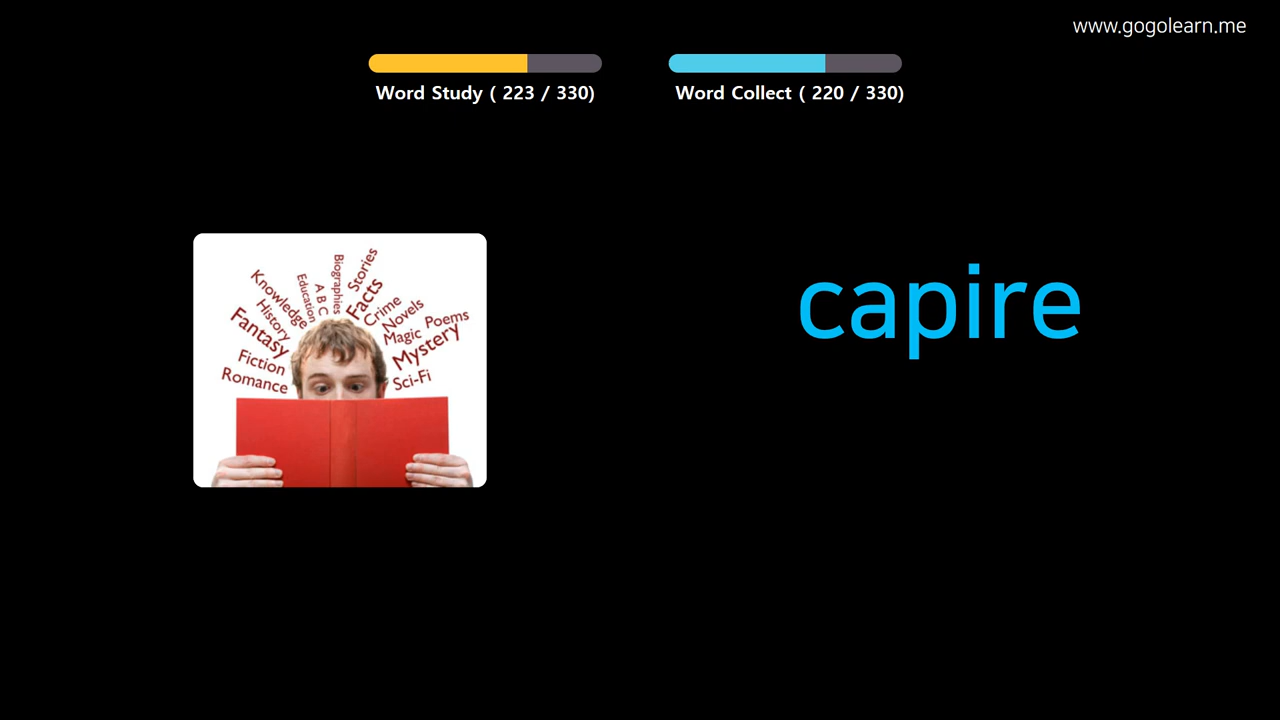 www.gogolearn.me
Word Study ( 223 / 330)
Word Collect ( 220 / 330)
capire
Knowledge
History
Fantasy
Fiction
Romance
Education
A B C
Biographies
Stories
Facts
Crime
Novels
Magic
Poems
Mystery
Sci-Fi